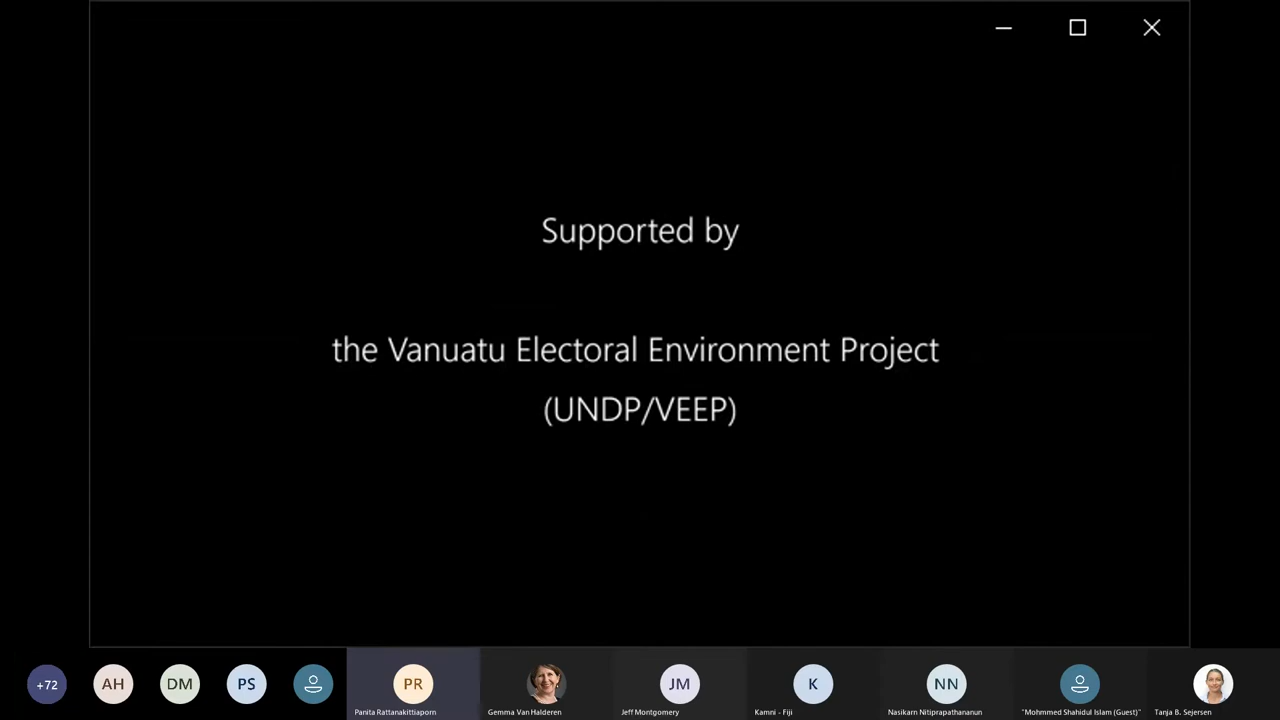 Supported by
the Vanuatu Electoral Environment Project
(UNDP/VEEP)
+72
AH
DM
PS
PR
JM
K
NN
Panita Rattanakittiaporn
Gemma Van Halderen
Jeff Montgomery
Kamni - Fiji
Nasikarn Nitiprapathananun
"Mohmmed Shahidul Islam (Guest)"
Tanja B. Sejersen